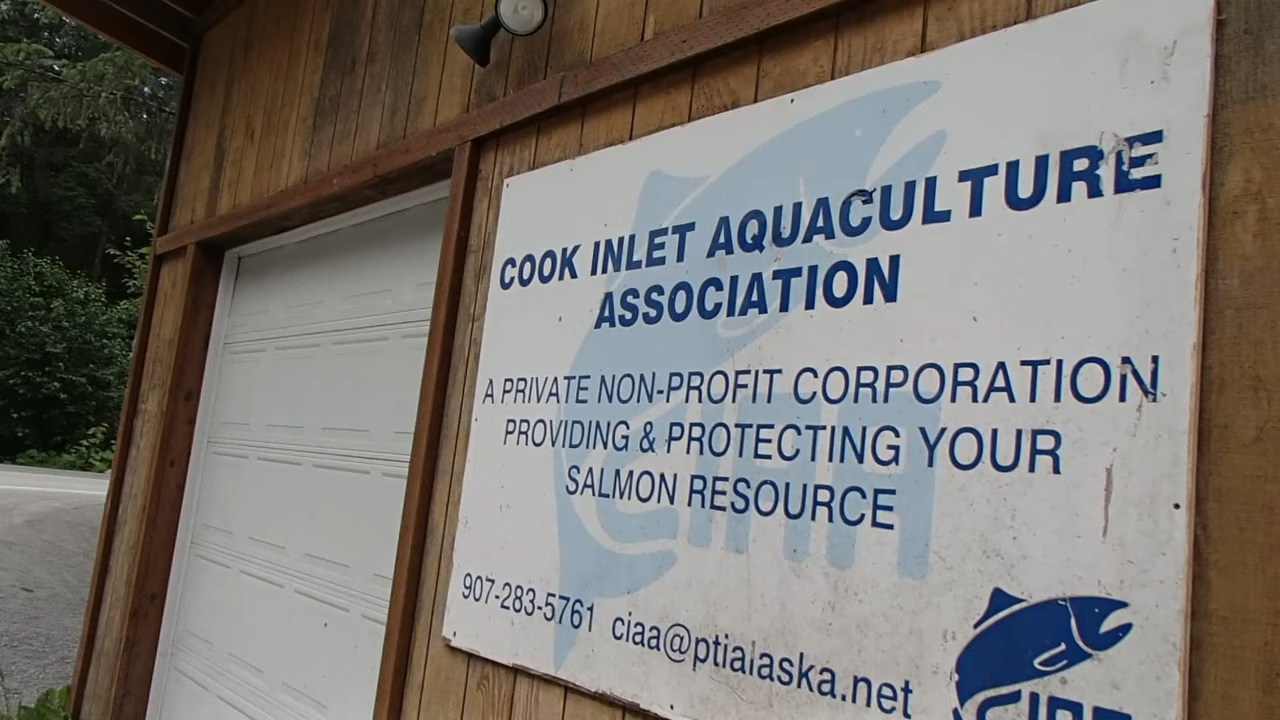 COOK INLET AQUACULTURE
ASSOCIATION
A PRIVATE NON-PROFIT CORPORATION
PROVIDING & PROTECTING YOUR
SALMON RESOURCE
907-283-5761 ciaa@ptialaska.net
CIAA